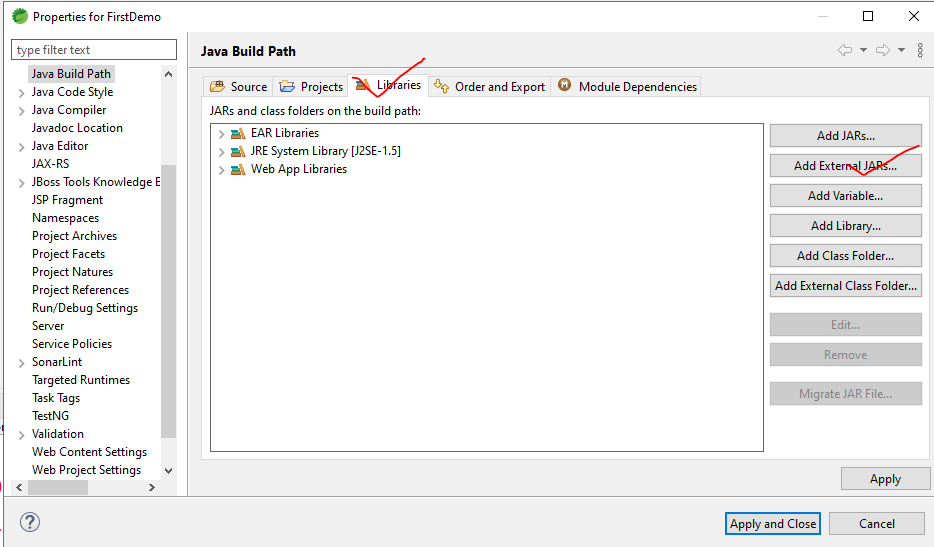 Properties for FirstDemo
type filter text
Java Build Path
Java Code Style
Java Compiler
Javadoc Location
Java Editor
JAX-RS
JBoss Tools Knowledge E
JSP Fragment
Namespaces
Project Archives
Project Facets
Project Natures
Project References
Run/Debug Settings
Server
Service Policies
SonarLint
Targeted Runtimes
Task Tags
TestNG
Validation
Web Content Settings
Web Project Settings
Java Build Path
Source Projects Libraries Order and Export Module Dependencies
JARs and class folders on the build path:
EAR Libraries
JRE System Library [J2SE-1.5]
Web App Libraries
Add JARs...
Add External JARs...
Add Variable...
Add Library...
Add Class Folder...
Add External Class Folder...
Edit...
Remove
Migrate JAR File...
Apply
Apply and Close Cancel